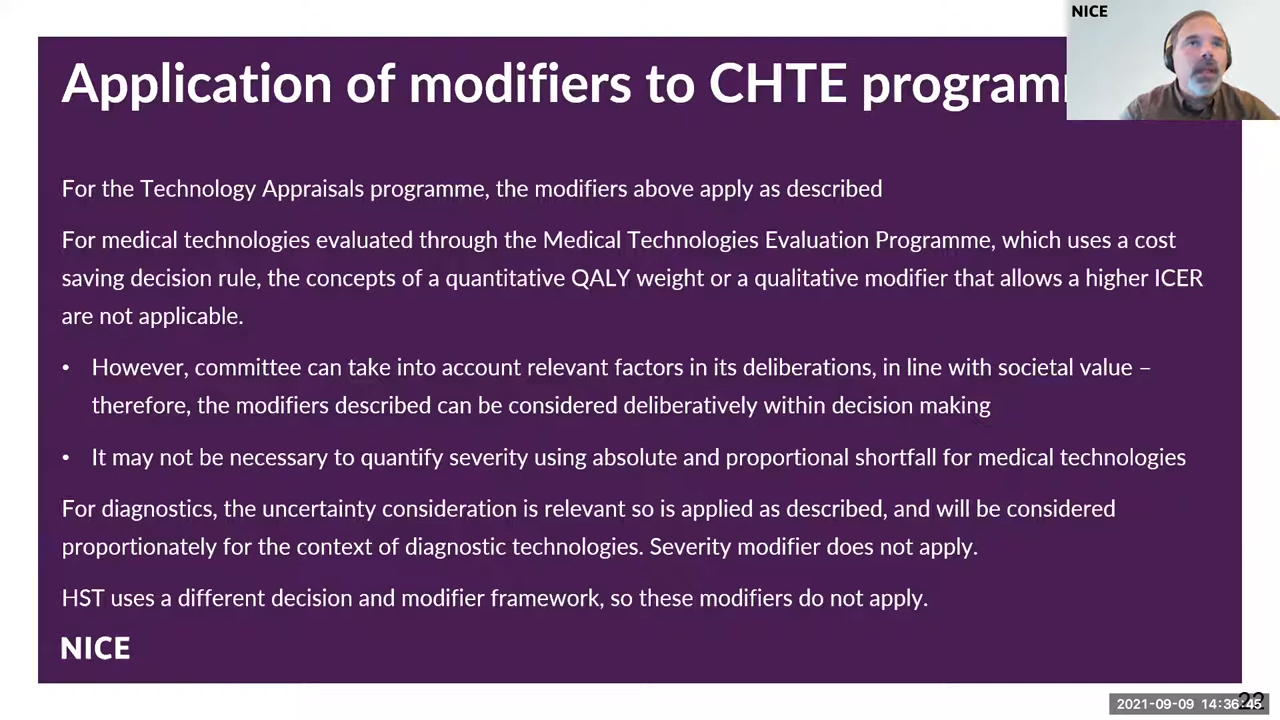 NICE
Application of modifiers to CHTE program
For the Technology Appraisals programme, the modifiers above apply as described
For medical technologies evaluated through the Medical Technologies Evaluation Programme, which uses a cost
saving decision rule, the concepts of a quantitative QALY weight or a qualitative modifier that allows a higher ICER
are not applicable.
• However, committee can take into account relevant factors in its deliberations, in line with societal value –
therefore, the modifiers described can be considered deliberatively within decision making
• It may not be necessary to quantify severity using absolute and proportional shortfall for medical technologies
For diagnostics, the uncertainty consideration is relevant so is applied as described, and will be considered
proportionately for the context of diagnostic technologies. Severity modifier does not apply.
HST uses a different decision and modifier framework, so these modifiers do not apply.
NICE
2021-09-09 14:36:45